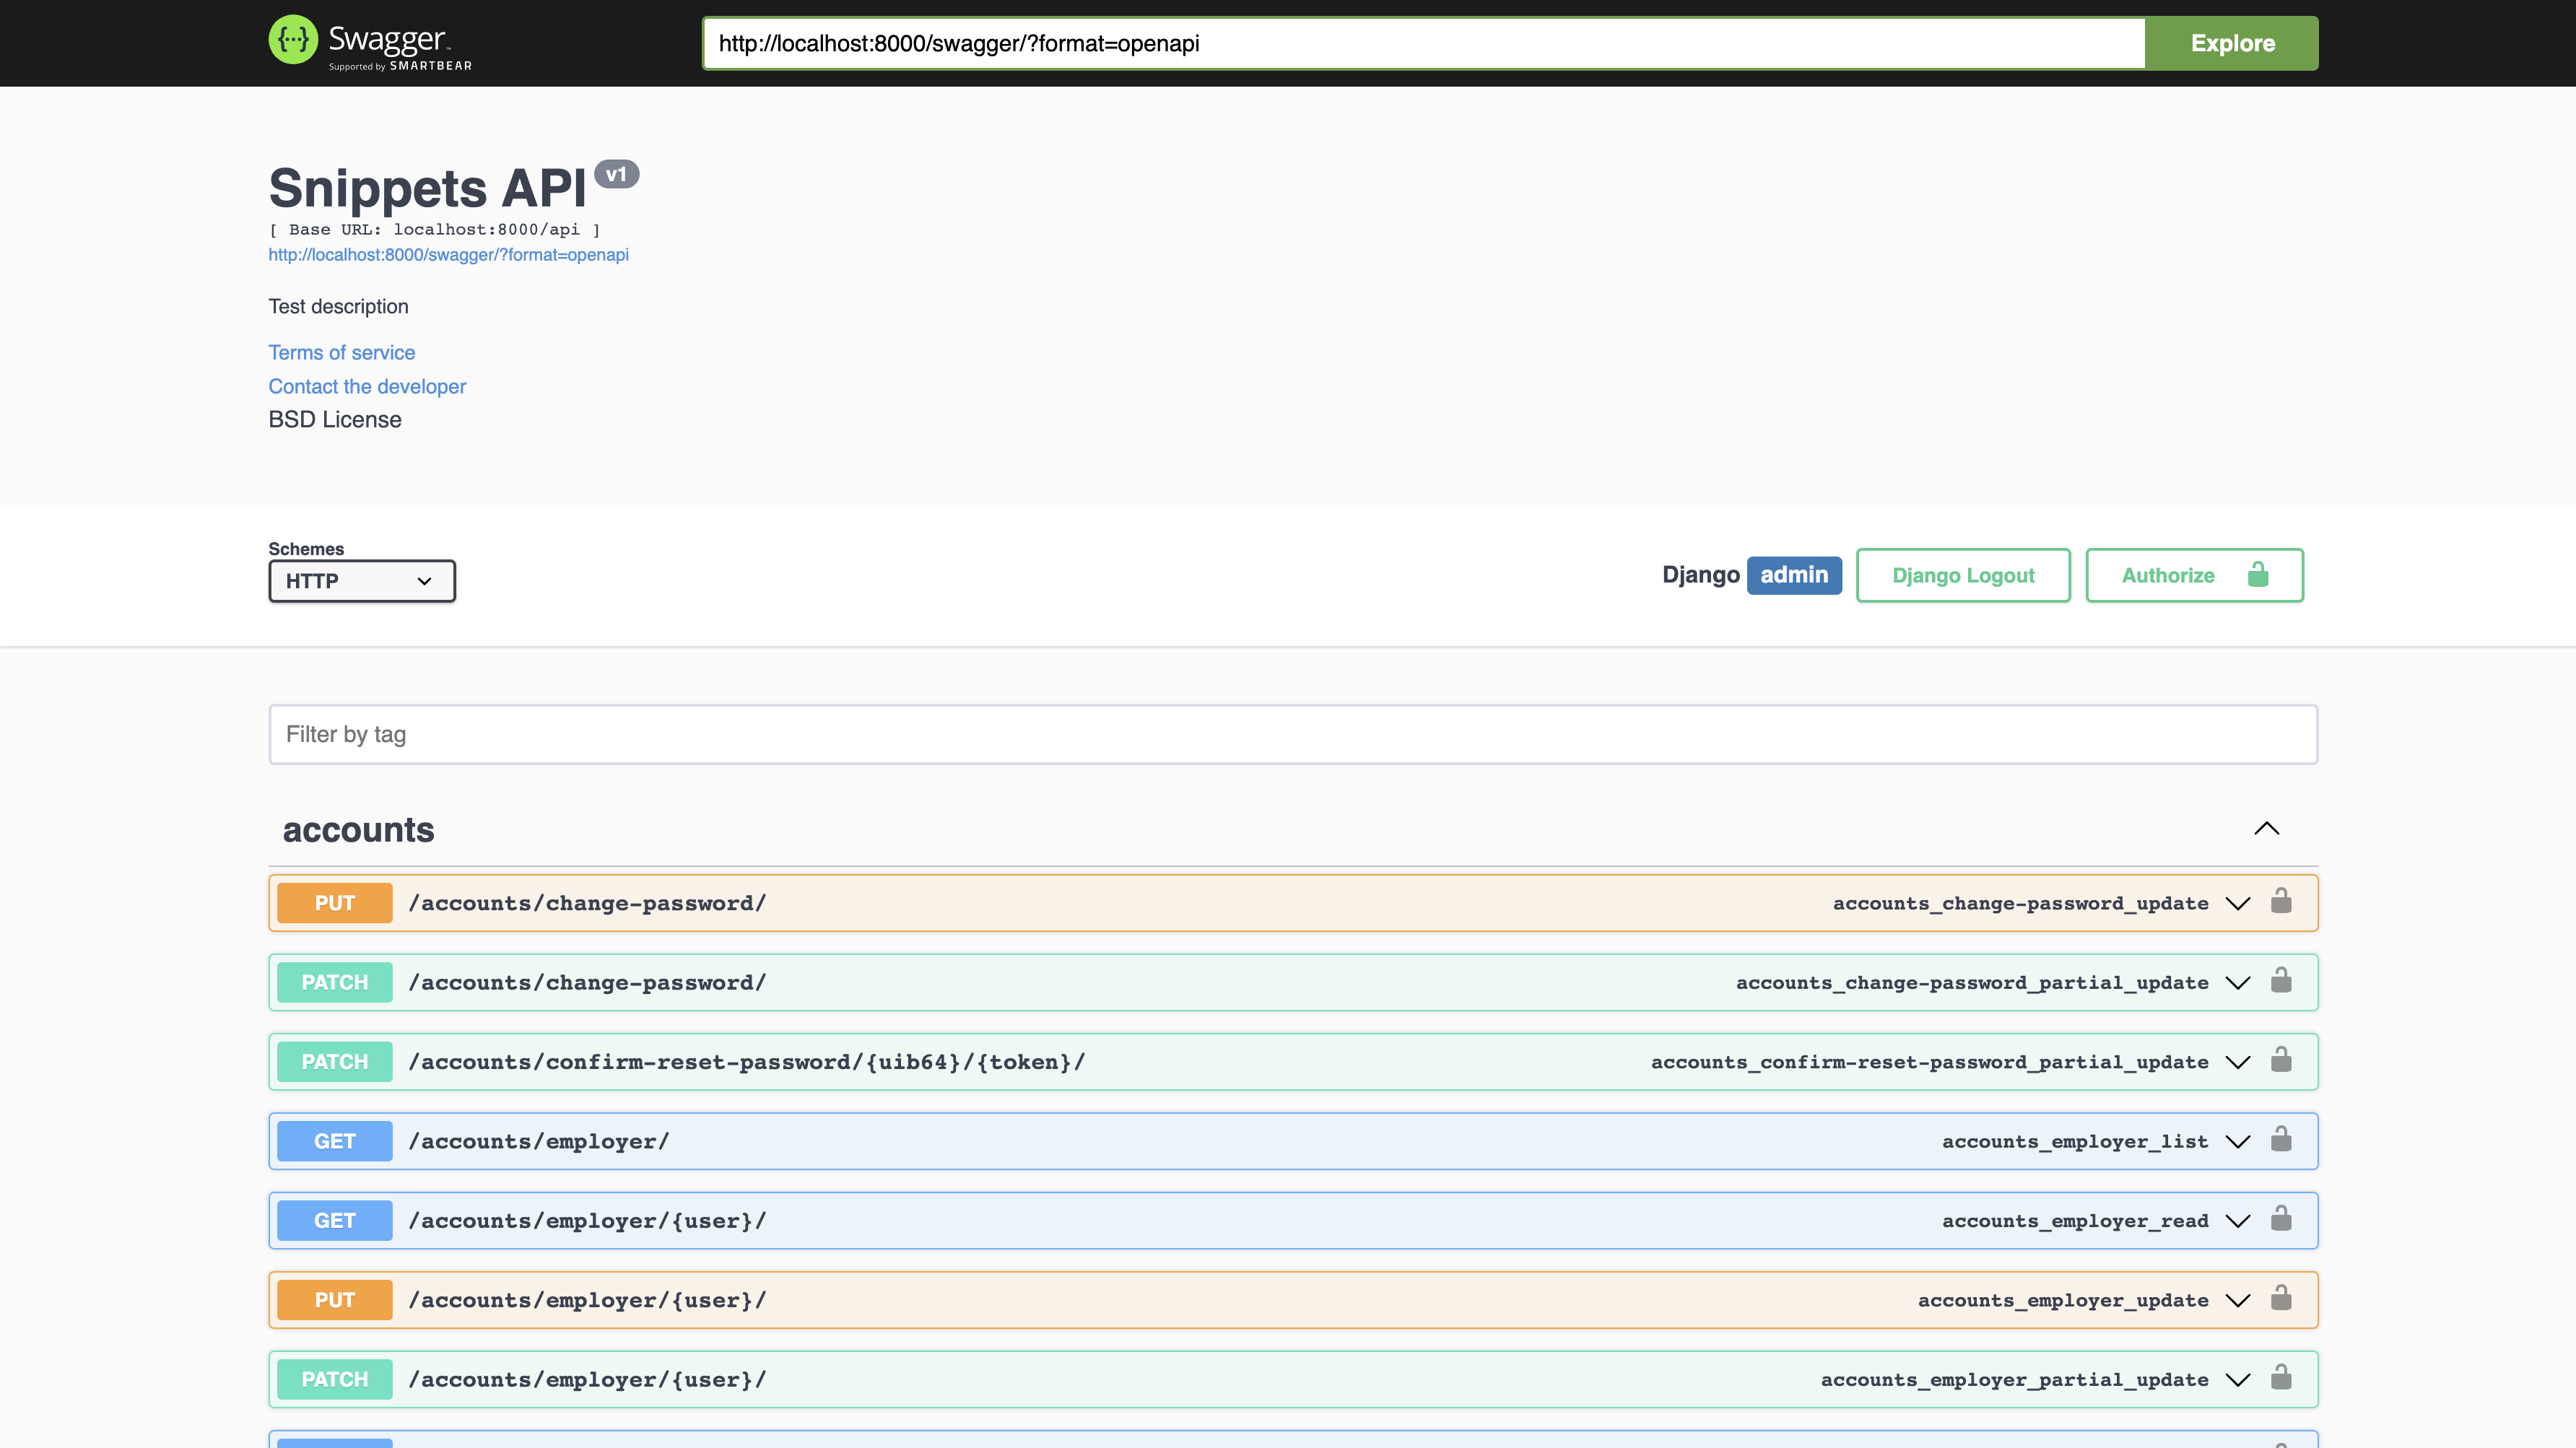 Swagger™
Supported by SMARTBEAR
http://localhost:8000/swagger/?format=openapi
Explore
Snippets API v1
[ Base URL: localhost:8000/api ]
http://localhost:8000/swagger/?format=openapi
Test description
Terms of service
Contact the developer
BSD License
Schemes
HTTP
Django admin
Django Logout
Authorize
Filter by tag
accounts
PUT /accounts/change-password/ accounts_change-password_update
PATCH /accounts/change-password/ accounts_change-password_partial_update
PATCH /accounts/confirm-reset-password/{uib64}/{token}/ accounts_confirm-reset-password_partial_update
GET /accounts/employer/ accounts_employer_list
GET /accounts/employer/{user}/ accounts_employer_read
PUT /accounts/employer/{user}/ accounts_employer_update
PATCH /accounts/employer/{user}/ accounts_employer_partial_update